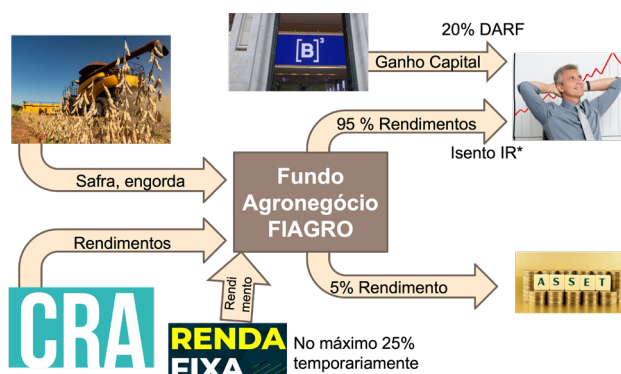 20% DARF
[B]³
Ganho Capital
95 % Rendimentos
Isento IR*
Safra, engorda
Fundo
Agronegócio
FIAGRO
Rendimentos
5% Rendimento
ASSET
Rendi
mento
CRA
RENDA
FIXA
No máximo 25%
temporariamente